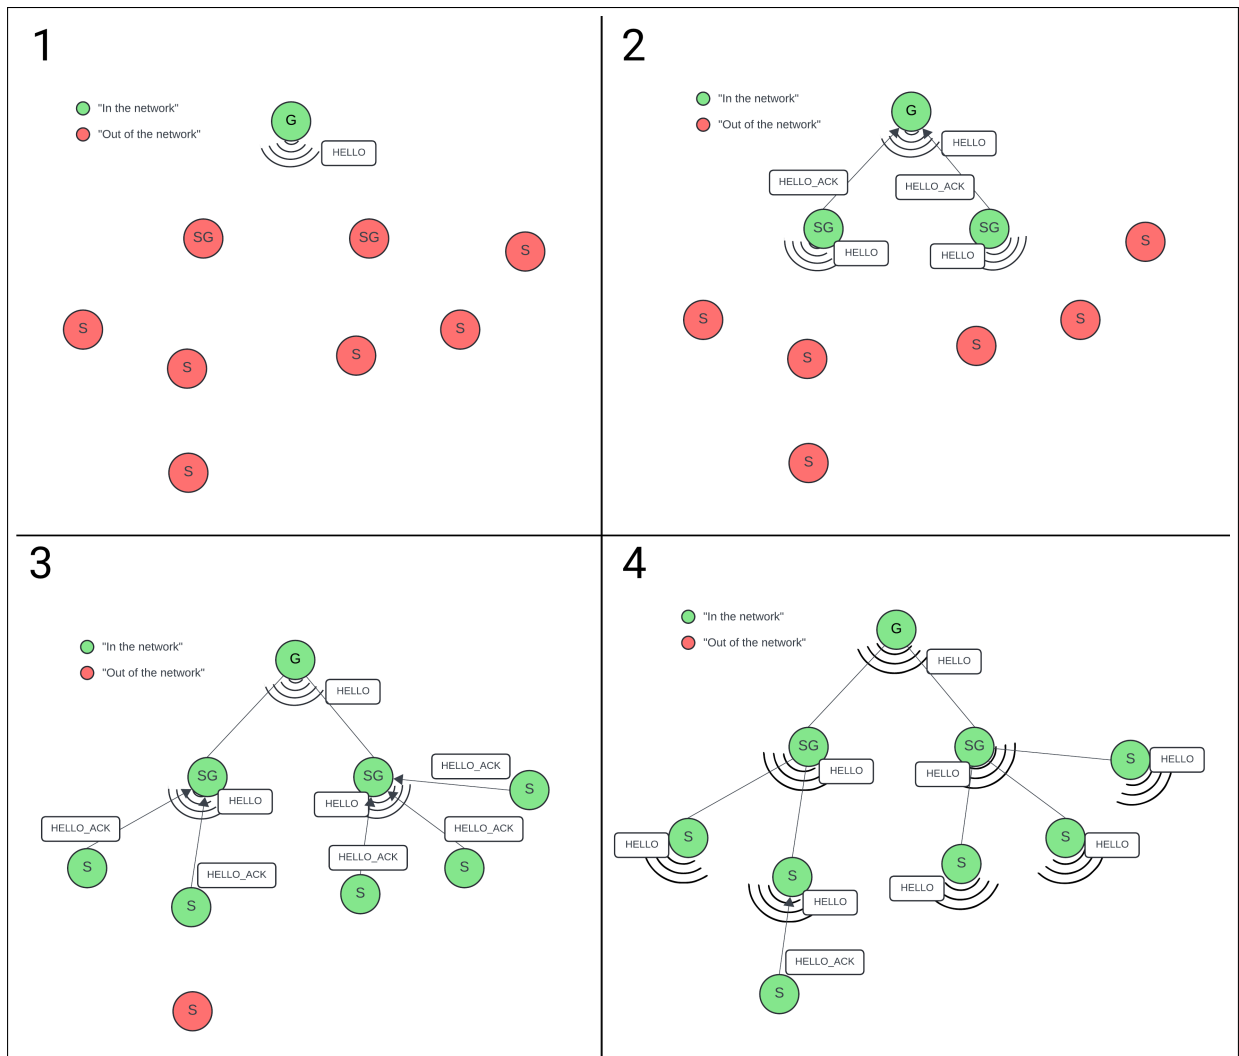 1
"In the network"
"Out of the network"
G
HELLO
SG
SG
S
S
S
S
S
S
2
"In the network"
"Out of the network"
G
HELLO
HELLO_ACK
HELLO_ACK
SG
SG
HELLO
HELLO
S
S
S
S
S
S
3
"In the network"
"Out of the network"
G
HELLO
SG
SG
HELLO_ACK
S
HELLO
HELLO
HELLO_ACK
HELLO_ACK
HELLO_ACK
S
S
HELLO_ACK
S
S
S
4
"In the network"
"Out of the network"
G
HELLO
SG
SG
S
HELLO
HELLO
HELLO
HELLO
S
S
HELLO
S
S
HELLO
HELLO
HELLO_ACK
S